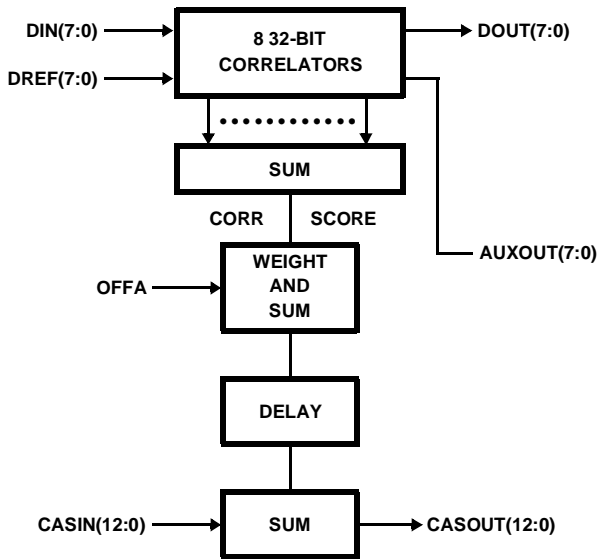 DIN(7:0)
8 32-BIT
CORRELATORS
DOUT(7:0)
DREF(7:0)
SUM
CORR SCORE
AUXOUT(7:0)
WEIGHT
AND
SUM
OFFA
DELAY
CASIN(12:0)
SUM
CASOUT(12:0)